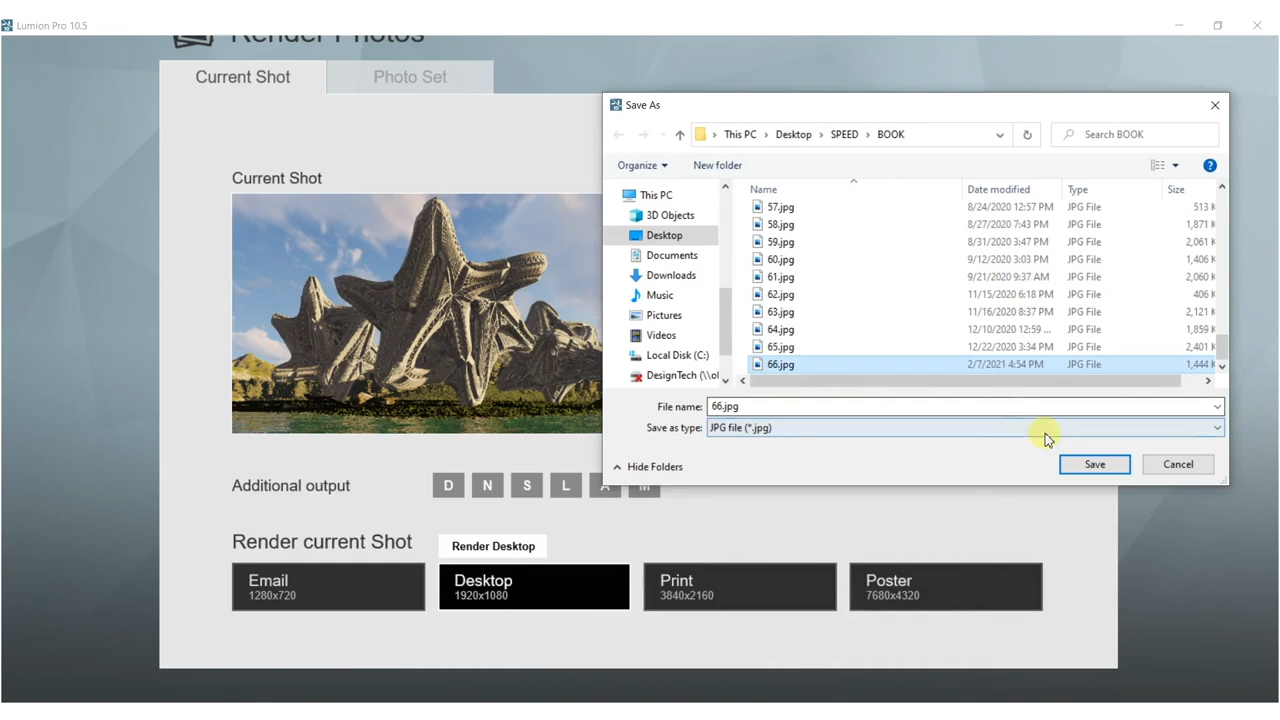 Lumion Pro 10.5
Render Photos
Current Shot
Photo Set
Current Shot
Additional output
D N S L A M
Render current Shot
Render Desktop
Email
1280x720
Desktop
1920x1080
Print
3840x2160
Poster
7680x4320
Save As
This PC > Desktop > SPEED > BOOK
Search BOOK
Organize
New folder
This PC
3D Objects
Desktop
Documents
Downloads
Music
Pictures
Videos
Local Disk (C:)
DesignTech (\\ol
Name Date modified Type Size
57.jpg 8/24/2020 12:57 PM JPG File 513 K
58.jpg 8/27/2020 7:43 PM JPG File 1,871 K
59.jpg 8/31/2020 3:47 PM JPG File 2,061 K
60.jpg 9/12/2020 3:03 PM JPG File 1,406 K
61.jpg 9/21/2020 9:37 AM JPG File 2,060 K
62.jpg 11/15/2020 6:18 PM JPG File 406 K
63.jpg 11/16/2020 8:37 PM JPG File 2,121 K
64.jpg 12/10/2020 12:59 ... JPG File 1,859 K
65.jpg 12/22/2020 3:34 PM JPG File 2,401 K
66.jpg 2/7/2021 4:54 PM JPG File 1,444 K
File name: 66.jpg
Save as type: JPG file (*.jpg)
Hide Folders
Save
Cancel